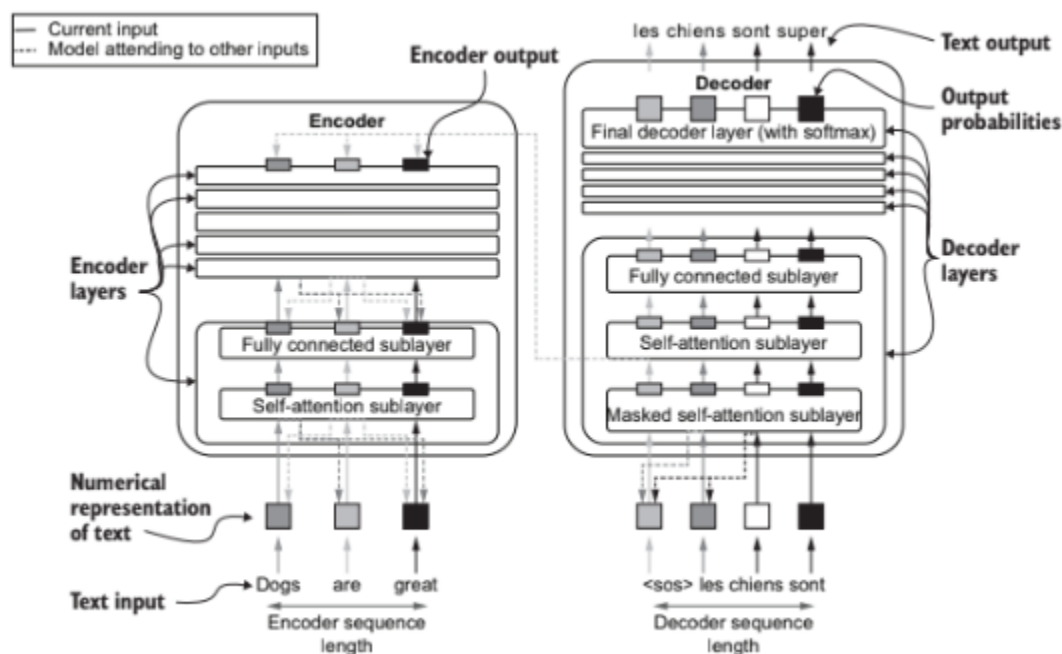 Current input
Model attending to other inputs
Encoder output
les chiens sont super
Text output
Decoder
Output
probabilities
Encoder
Final decoder layer (with softmax)
Encoder
layers
Fully connected sublayer
Decoder
layers
Fully connected sublayer
Self-attention sublayer
Self-attention sublayer
Masked self-attention sublayer
Numerical
representation
of text
Text input
Dogs are great
<sos> les chiens sont
Encoder sequence
length
Decoder sequence
length